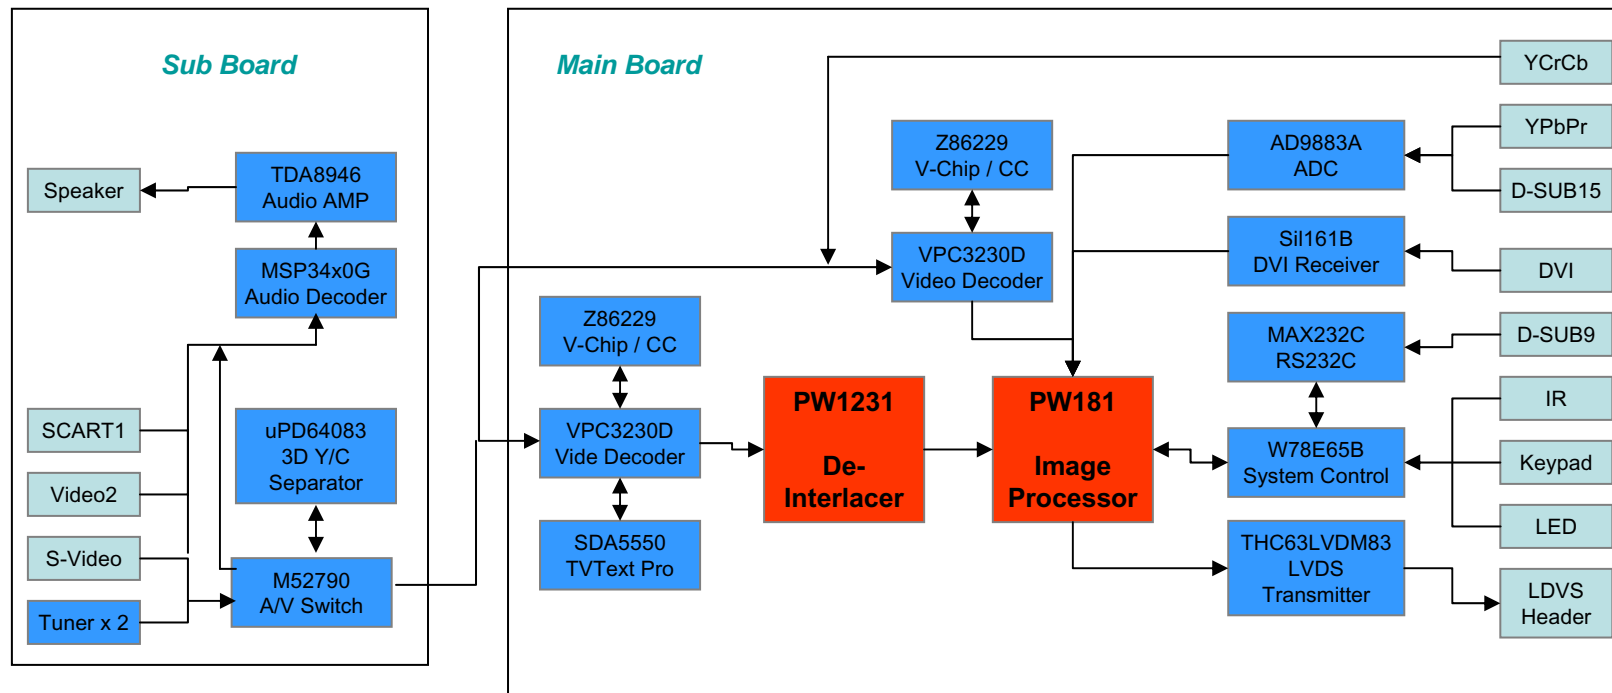 Sub Board
Speaker
TDA8946
Audio AMP
MSP34x0G
Audio Decoder
SCART1
Video2
S-Video
Tuner x 2
uPD64083
3D Y/C
Separator
M52790
A/V Switch
Main Board
Z86229
V-Chip / CC
VPC3230D
Video Decoder
Z86229
V-Chip / CC
VPC3230D
Vide Decoder
SDA5550
TVText Pro
PW1231
De-
Interlacer
PW181
Image
Processor
AD9883A
ADC
SiI161B
DVI Receiver
MAX232C
RS232C
W78E65B
System Control
THC63LVDM83
LVDS
Transmitter
YCrCb
YPbPr
D-SUB15
DVI
D-SUB9
IR
Keypad
LED
LDVS
Header